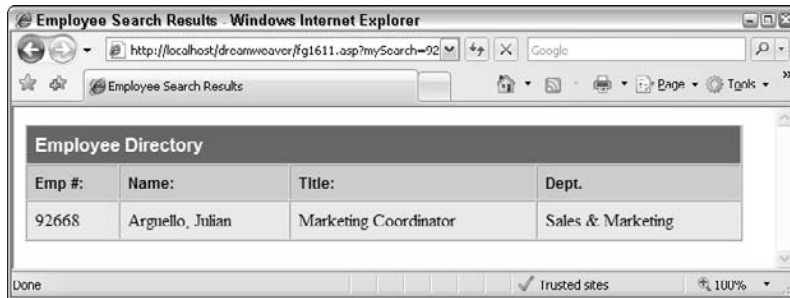 Employee Search Results - Windows Internet Explorer
http://localhost/dreamweaver/fg1611.asp?mySearch=92
Google
Employee Search Results
Page Tools »
Employee Directory
Emp #: Name: Title: Dept.
92668 Arguello, Julian Marketing Coordinator Sales & Marketing
Done Trusted sites 100%